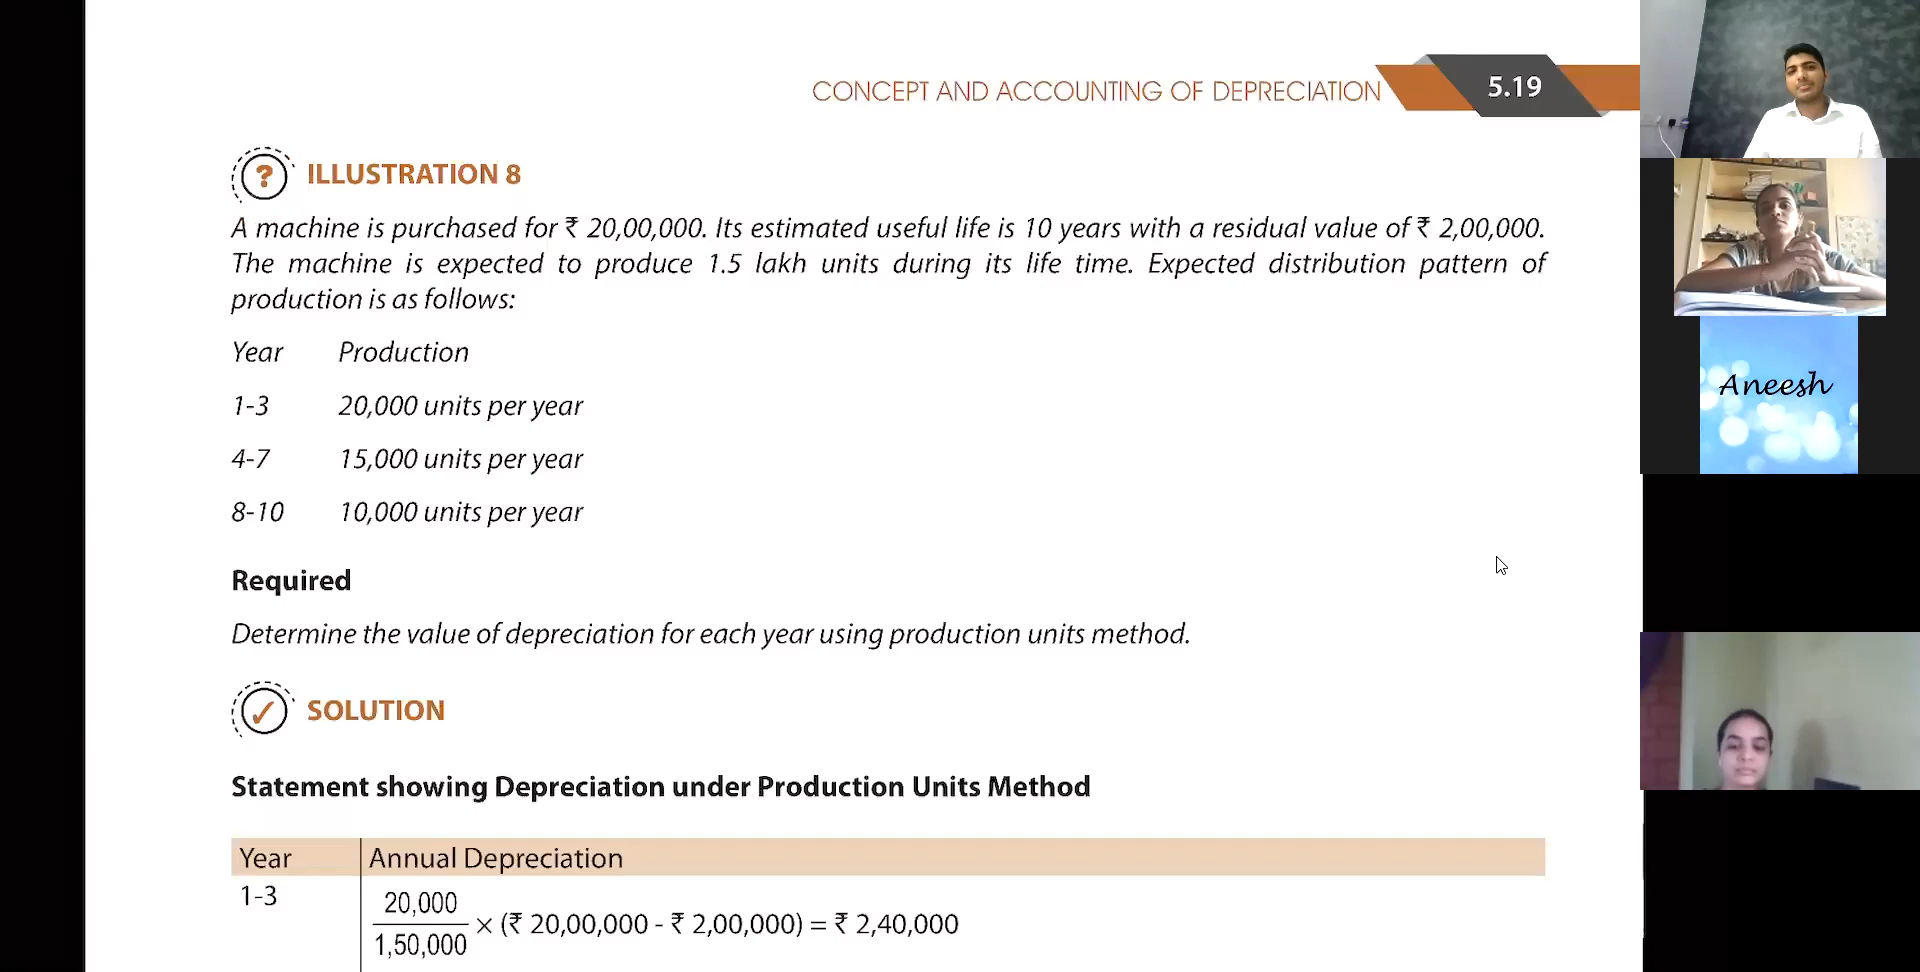 CONCEPT AND ACCOUNTING OF DEPRECIATION 5.19
? ILLUSTRATION 8
A machine is purchased for ₹ 20,00,000. Its estimated useful life is 10 years with a residual value of ₹ 2,00,000.
The machine is expected to produce 1.5 lakh units during its life time. Expected distribution pattern of
production is as follows:
Year Production
1-3 20,000 units per year
4-7 15,000 units per year
8-10 10,000 units per year
Required
Determine the value of depreciation for each year using production units method.
✓ SOLUTION
Statement showing Depreciation under Production Units Method
Year Annual Depreciation
1-3
20,000
1,50,000
× (₹ 20,00,000 - ₹ 2,00,000) = ₹ 2,40,000
Aneesh